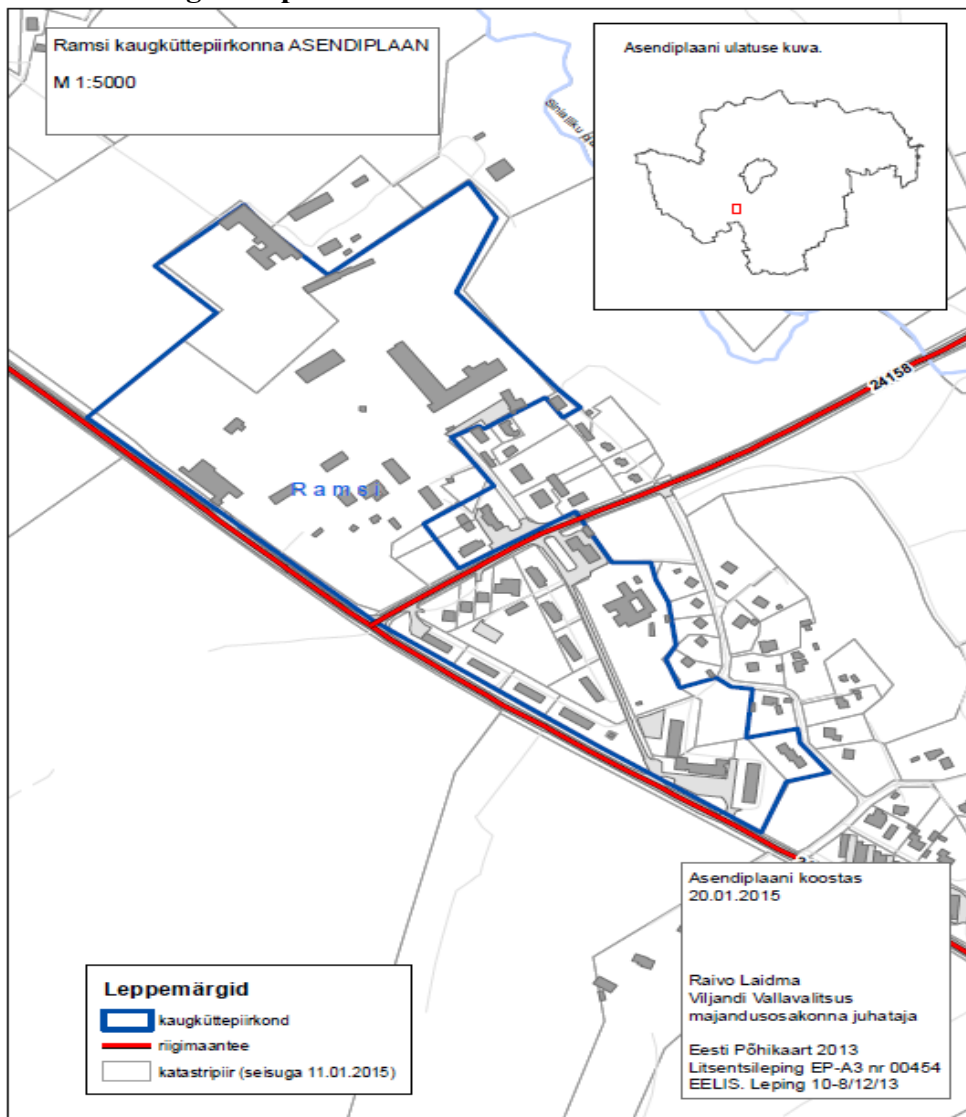 Ramsi kaugküttepiirkonna ASENDIPLAAN
M 1:5000
Asendiplaani ulatuse kuva.
24158
Ramsi
Asendiplaani koostas
20.01.2015
Raivo Laidma
Viljandi Vallavalitsus
majandusosakonna juhataja
Eesti Põhikaart 2013
Litsentsileping EP-A3 nr 00454
EELIS. Leping 10-8/12/13
Leppemärgid
kaugküttepiirkond
riigimaantee
katastripiir (seisuga 11.01.2015)